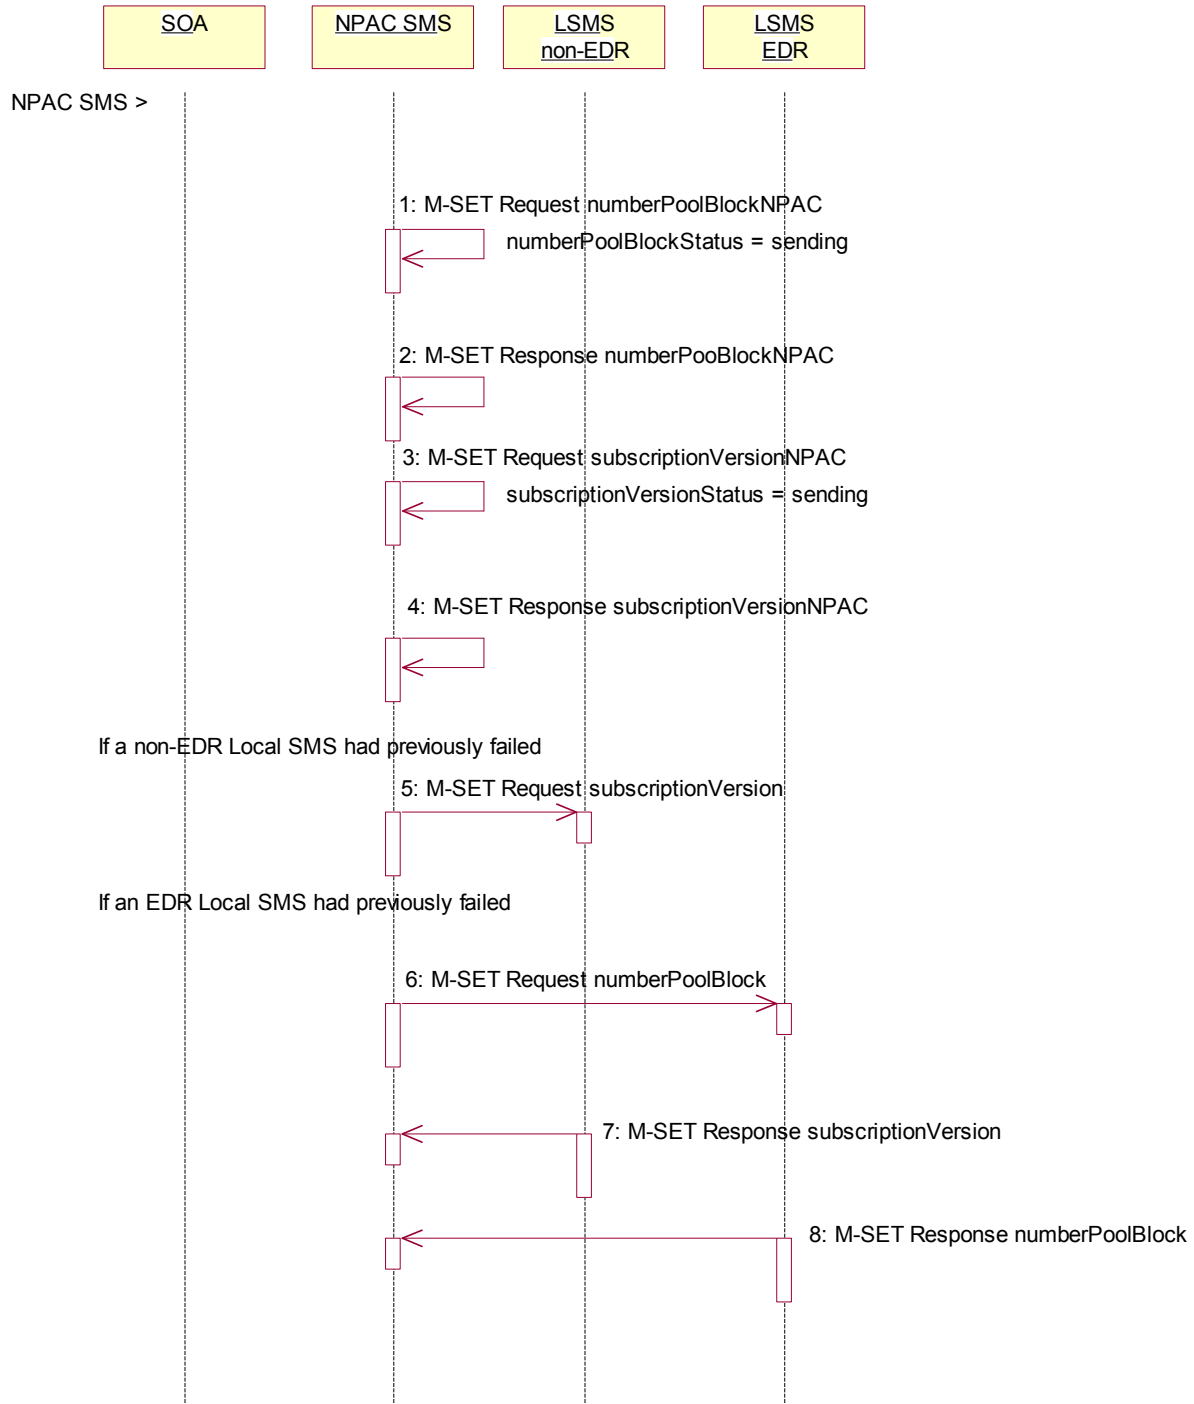 SOA
NPAC SMS
LSMS
non-EDR
LSMS
EDR
NPAC SMS >
1: M-SET Request numberPoolBlockNPAC
numberPoolBlockStatus = sending
2: M-SET Response numberPooBlockNPAC
3: M-SET Request subscriptionVersionNPAC
subscriptionVersionStatus = sending
4: M-SET Response subscriptionVersionNPAC
If a non-EDR Local SMS had previously failed
5: M-SET Request subscriptionVersion
If an EDR Local SMS had previously failed
6: M-SET Request numberPoolBlock
7: M-SET Response subscriptionVersion
8: M-SET Response numberPoolBlock